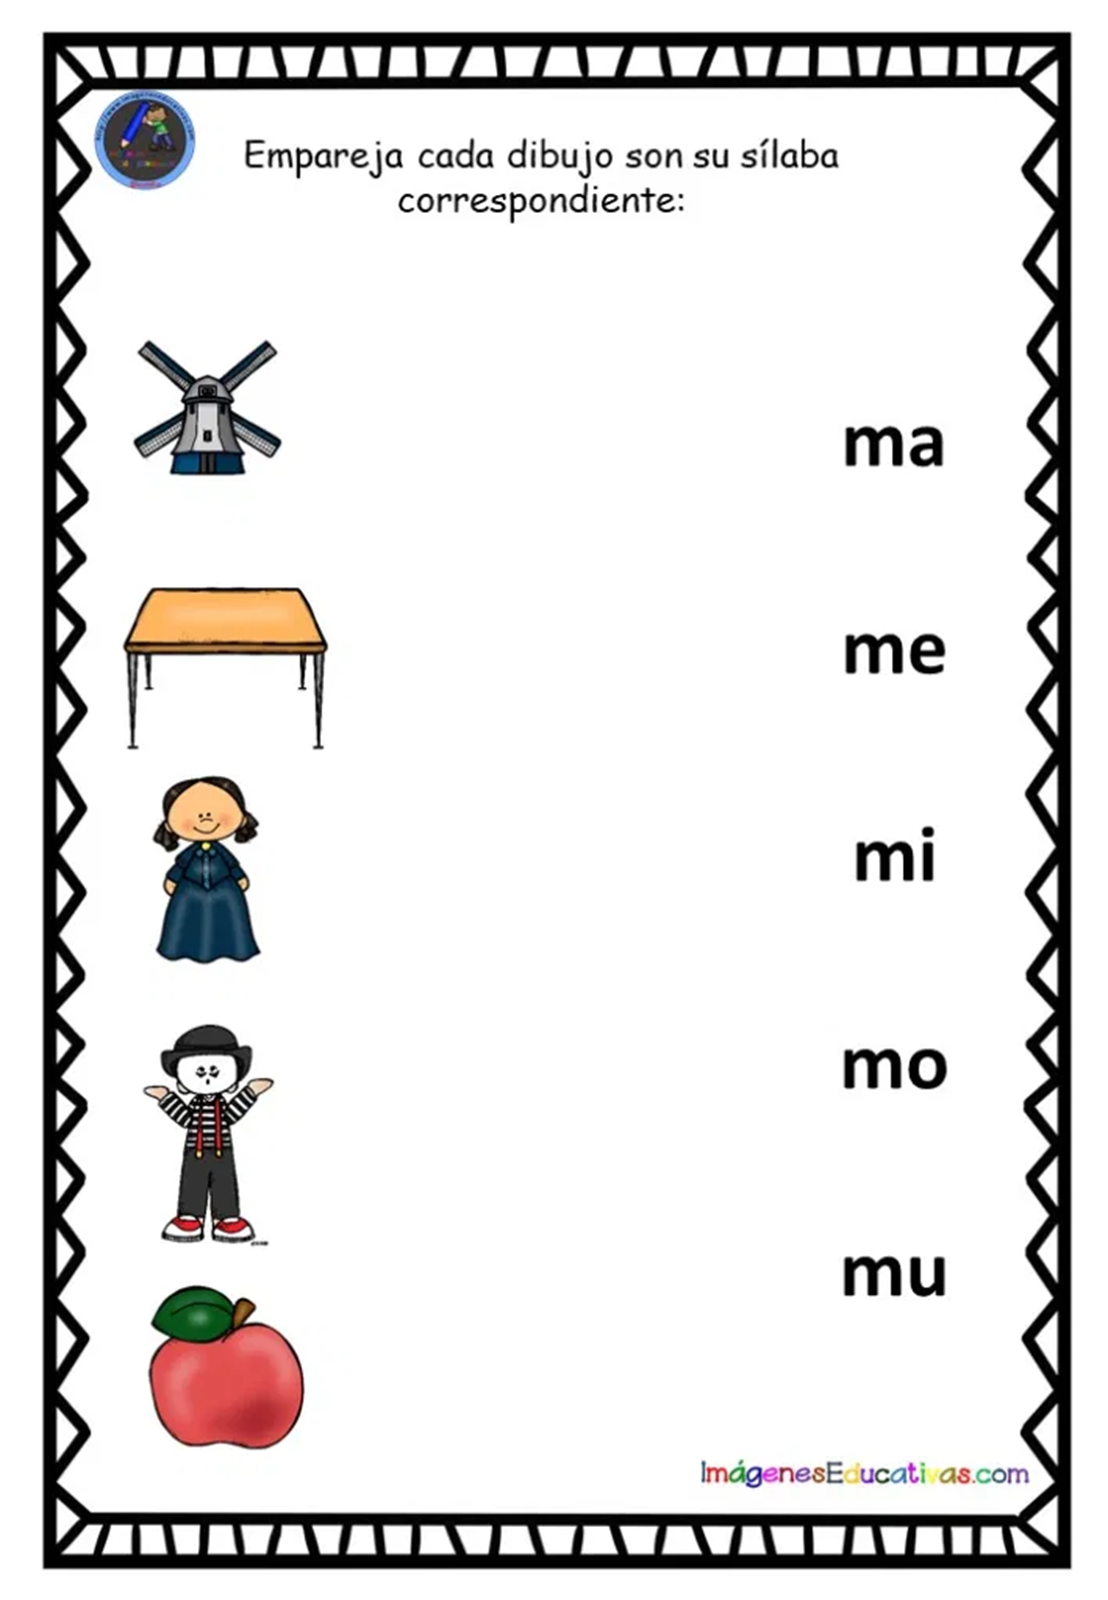 Empareja cada dibujo son su sílaba
correspondiente:
ma
me
mi
mo
mu
ImágenesEducativas.com